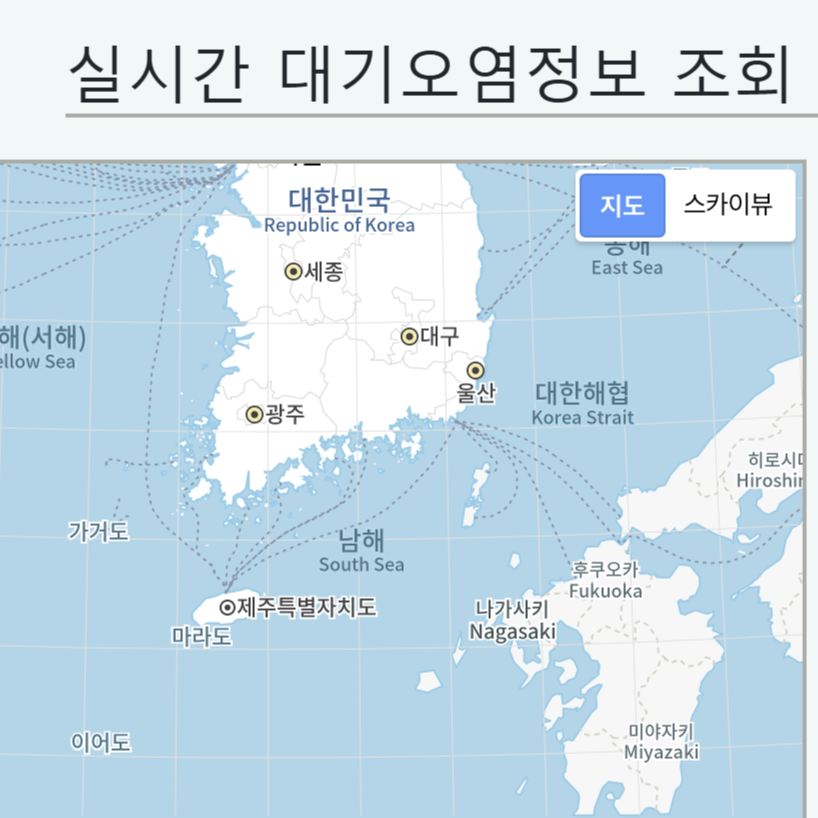 실시간 대기오염정보 조회
대한민국
Republic of Korea
지도
스카이뷰
동해
East Sea
세종
해(서해)
ellow Sea
대구
울산
대한해협
Korea Strait
광주
히로시
Hiroshir
가거도
남해
South Sea
후쿠오카
Fukuoka
제주특별자치도
나가사키
Nagasaki
마라도
이어도
미야자키
Miyazaki